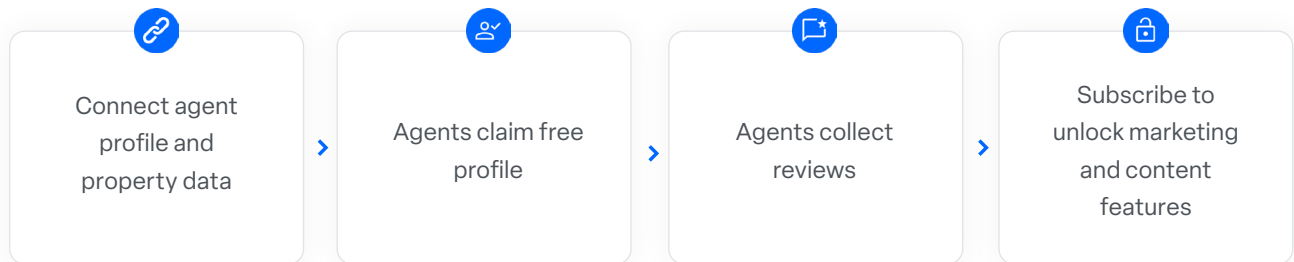 Connect agent
profile and
property data
Agents claim free
profile
Agents collect
reviews
Subscribe to
unlock marketing
and content
features